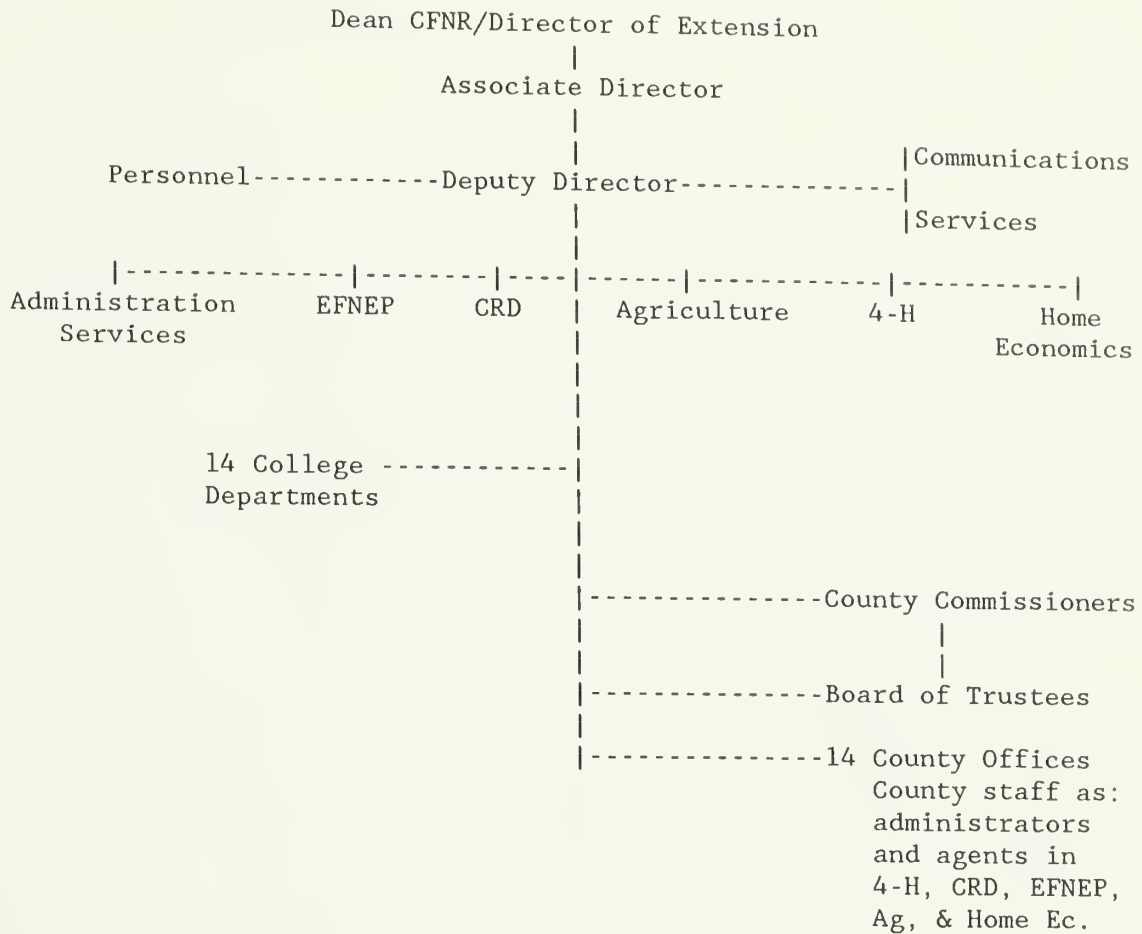 Dean CFNR/Director of Extension
Associate Director
Personnel------------Deputy Director
Communications
Services
Administration
Services
EFNEP
CRD
Agriculture
4-H
Home
Economics
14 College
Departments
County Commissioners
Board of Trustees
14 County Offices
County staff as:
administrators
and agents in
4-H, CRD, EFNEP,
Ag, & Home Ec.